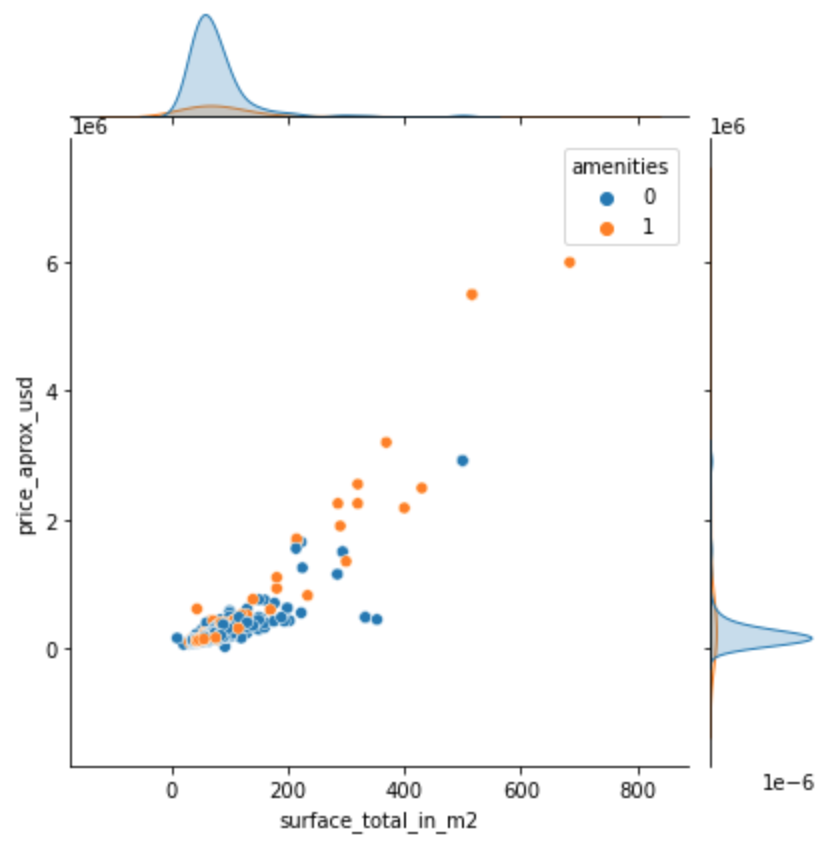 1e6
1e6
amenities
0
1
6
4
2
0
price_aprox_usd
0
200
400
600
800
1e−6
surface_total_in_m2